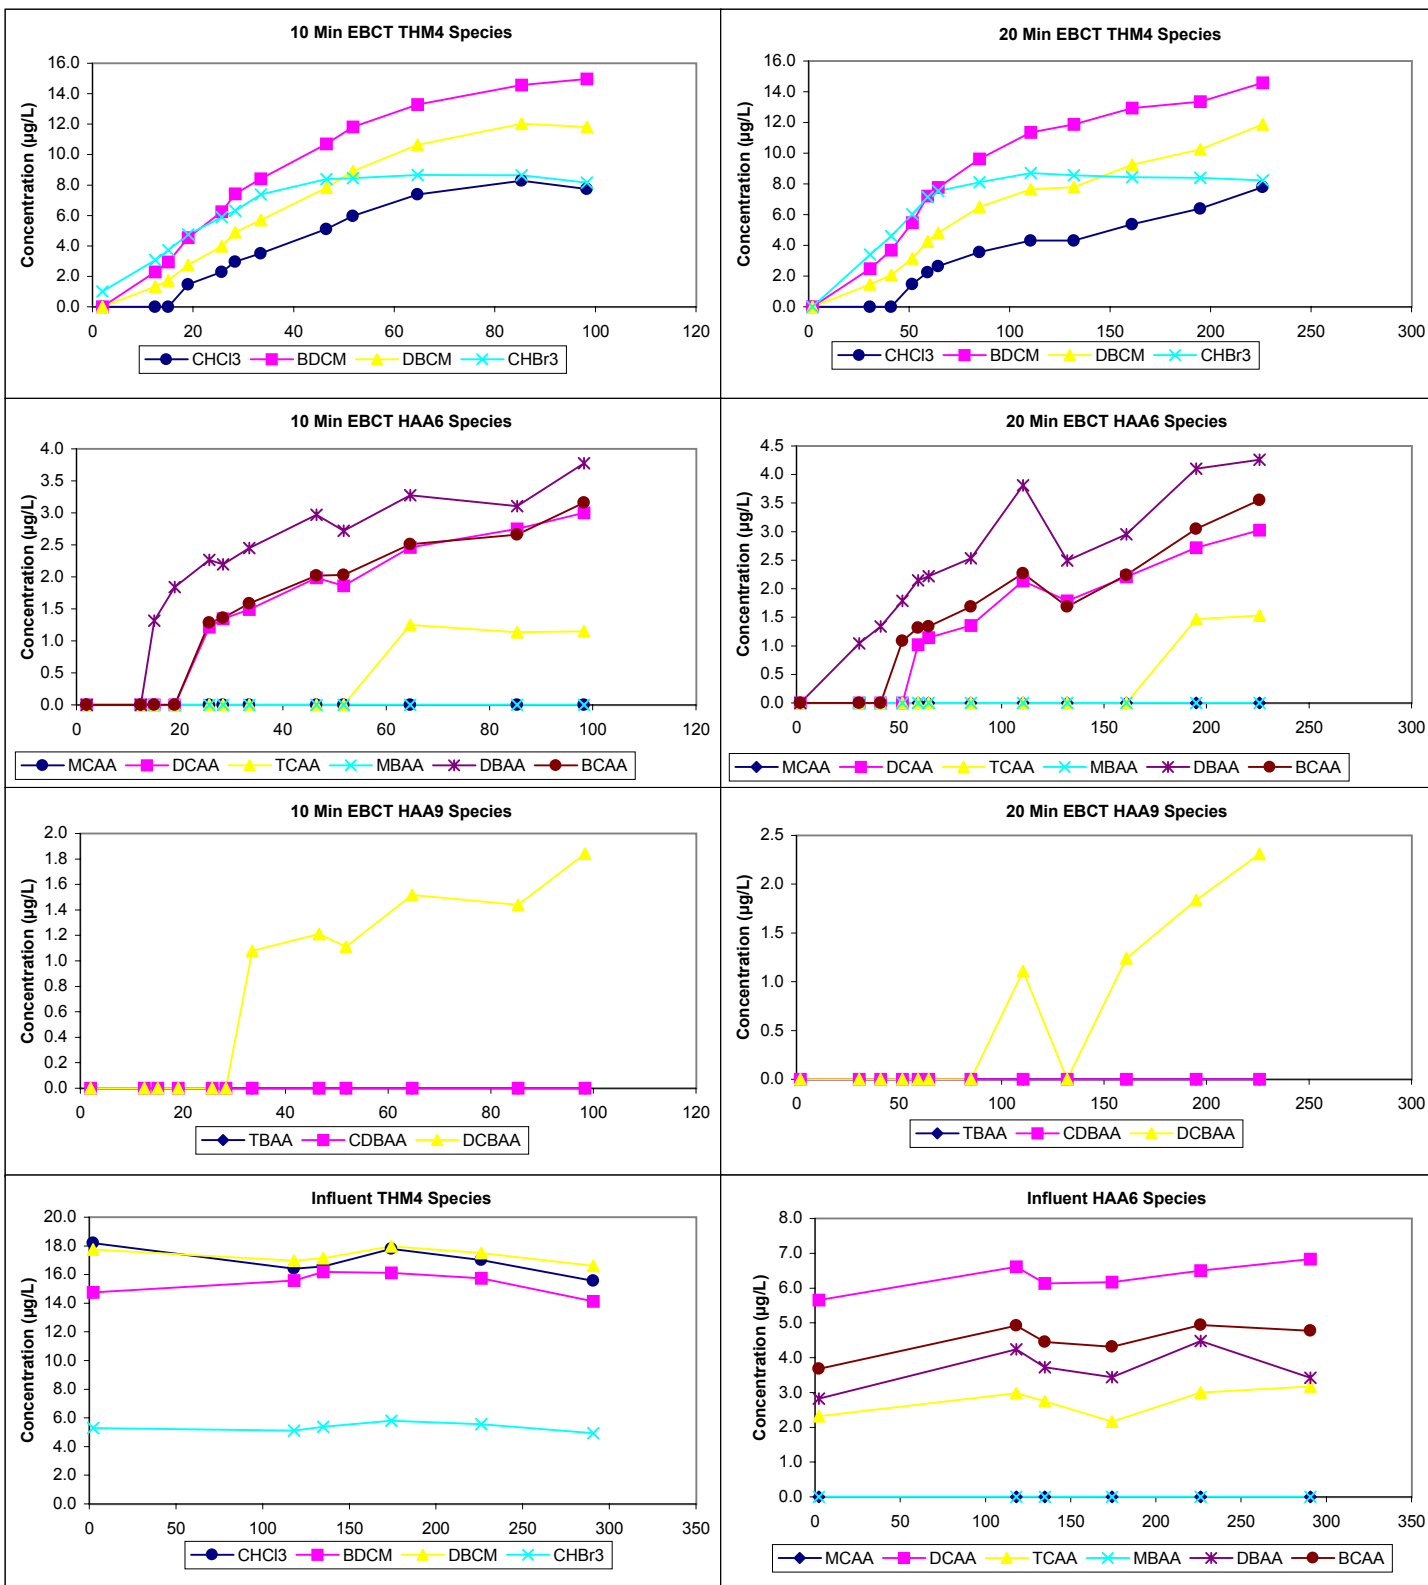 10 Min EBCT THM4 Species
Concentration (µg/L)
16.0
14.0
12.0
10.0
8.0
6.0
4.0
2.0
0.0
0 20 40 60 80 100 120
CHCl3 BDCM DBCM CHBr3
20 Min EBCT THM4 Species
Concentration (µg/L)
16.0
14.0
12.0
10.0
8.0
6.0
4.0
2.0
0.0
0 50 100 150 200 250 300
CHCl3 BDCM DBCM CHBr3
10 Min EBCT HAA6 Species
Concentration (µg/L)
4.0
3.5
3.0
2.5
2.0
1.5
1.0
0.5
0.0
0 20 40 60 80 100 120
MCAA DCAA TCAA MBAA DBAA BCAA
20 Min EBCT HAA6 Species
Concentration (µg/L)
4.5
4.0
3.5
3.0
2.5
2.0
1.5
1.0
0.5
0.0
0 50 100 150 200 250 300
MCAA DCAA TCAA MBAA DBAA BCAA
10 Min EBCT HAA9 Species
Concentration (µg/L)
2.0
1.8
1.6
1.4
1.2
1.0
0.8
0.6
0.4
0.2
0.0
0 20 40 60 80 100 120
TBAA CDBAA DCBAA
20 Min EBCT HAA9 Species
Concentration (µg/L)
2.5
2.0
1.5
1.0
0.5
0.0
0 50 100 150 200 250 300
TBAA CDBAA DCBAA
Influent THM4 Species
Concentration (µg/L)
20.0
18.0
16.0
14.0
12.0
10.0
8.0
6.0
4.0
2.0
0.0
0 50 100 150 200 250 300 350
CHCl3 BDCM DBCM CHBr3
Influent HAA6 Species
Concentration (µg/L)
8.0
7.0
6.0
5.0
4.0
3.0
2.0
1.0
0.0
0 50 100 150 200 250 300 350
MCAA DCAA TCAA MBAA DBAA BCAA